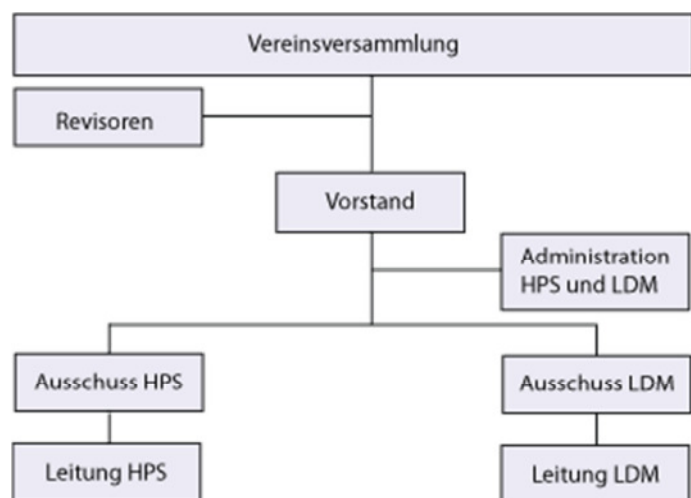 Vereinsversammlung
Revisoren
Vorstand
Administration
HPS und LDM
Ausschuss HPS
Ausschuss LDM
Leitung HPS
Leitung LDM